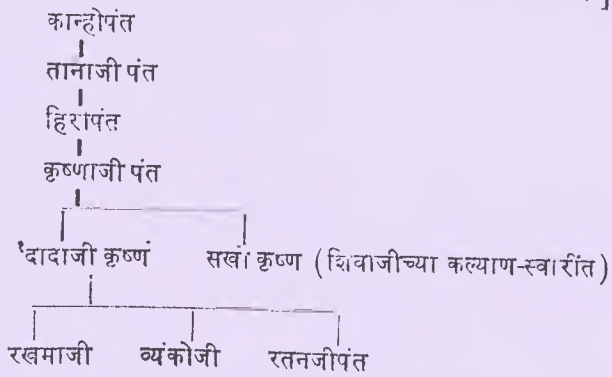 कान्होपंत
तानाजी पंत
हिरोपंत
कृष्णाजी पंत
दादाजी कृष्ण सखो कृष्ण (शिवाजीच्या कल्याण-स्वारींत)
रखमाजी व्यंकोजी रतनजीपंत